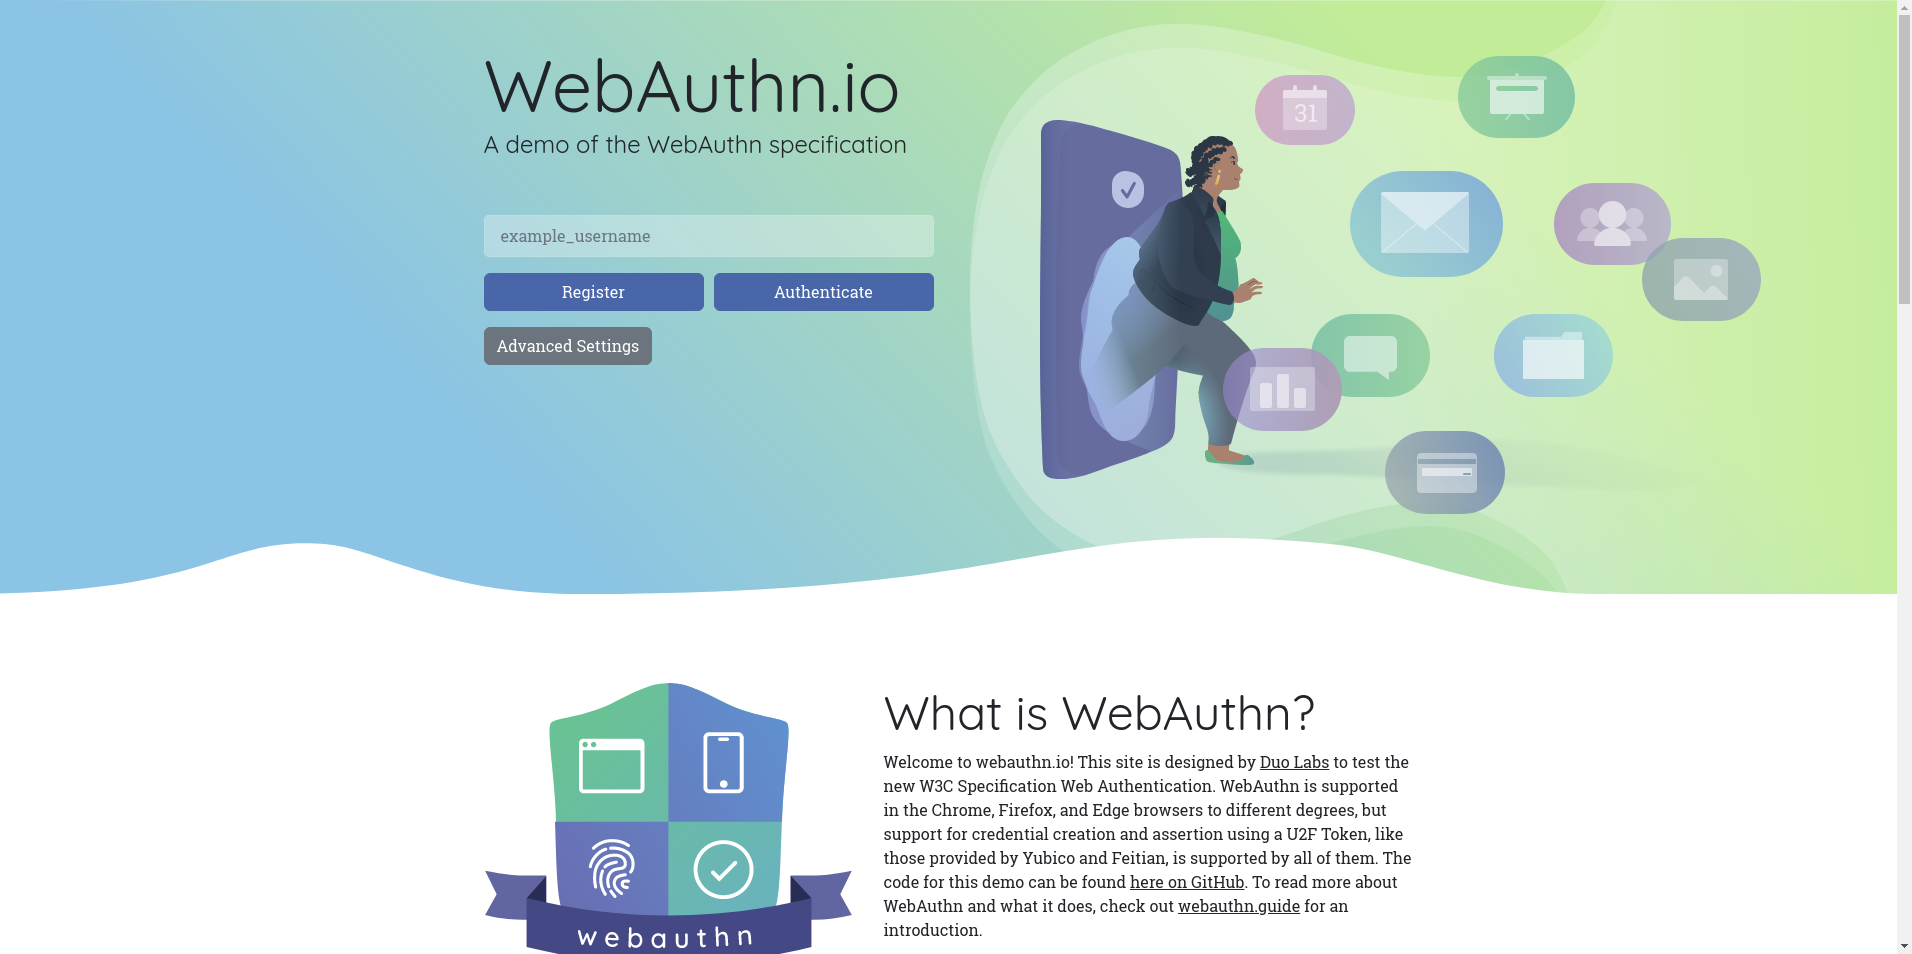 WebAuthn.io
A demo of the WebAuthn specification
31
example_username
Register
Authenticate
Advanced Settings
webauthn
What is WebAuthn?
Welcome to webauthn.io! This site is designed by Duo Labs to test the
new W3C Specification Web Authentication. WebAuthn is supported
in the Chrome, Firefox, and Edge browsers to different degrees, but
support for credential creation and assertion using a U2F Token, like
those provided by Yubico and Feitian, is supported by all of them. The
code for this demo can be found here on GitHub. To read more about
WebAuthn and what it does, check out webauthn.guide for an
introduction.